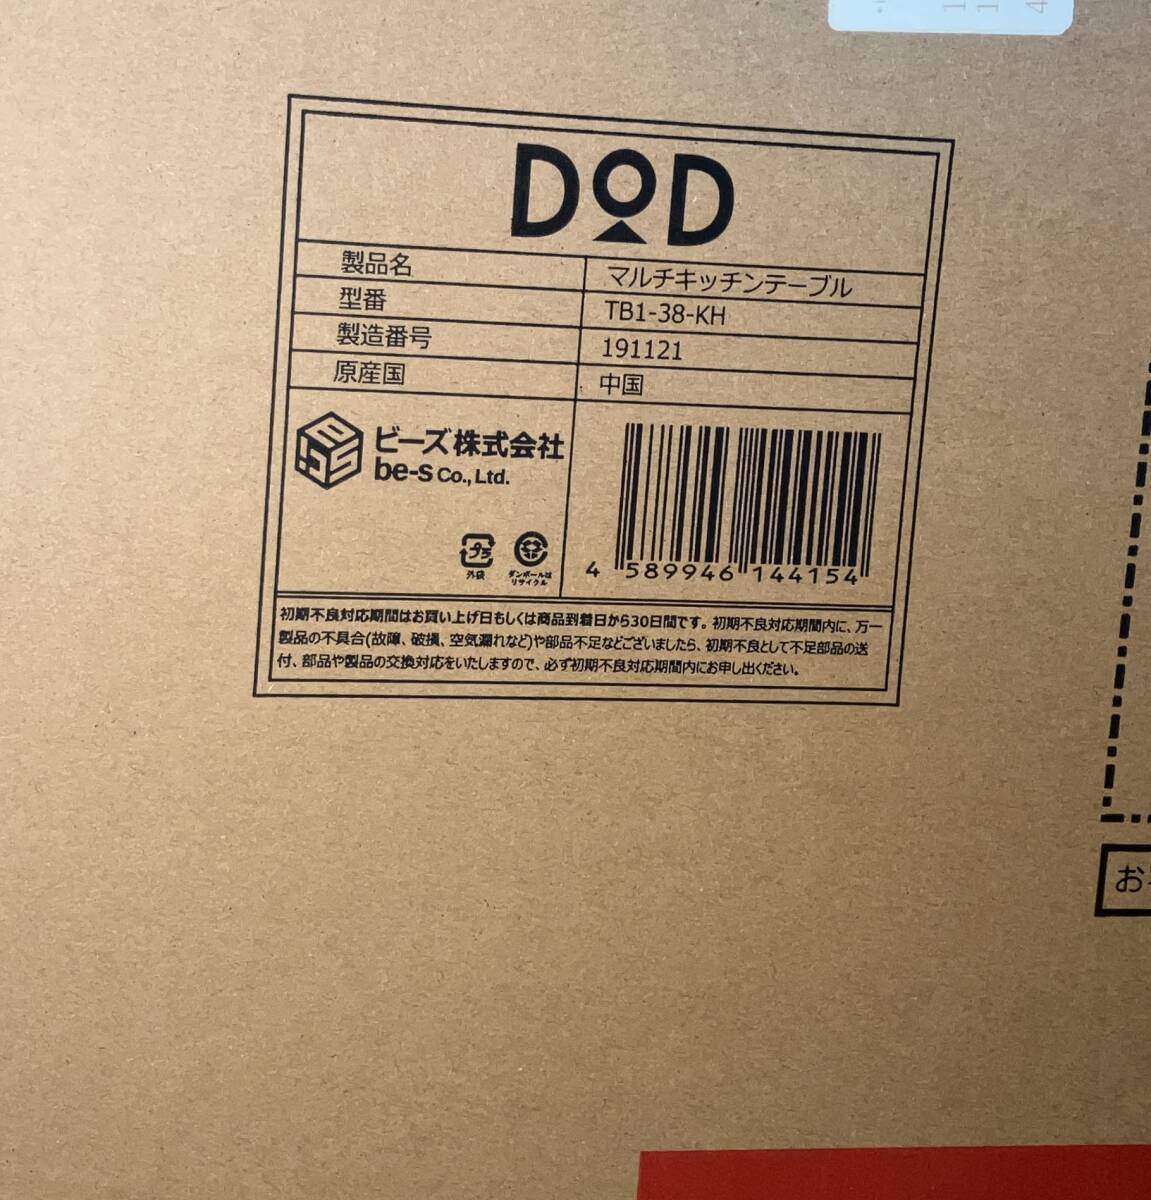 DOD
製品名 マルチキッチンテーブル
型番 TB1-38-KH
製造番号 191121
原産国 中国
ビーズ株式会社
be-s Co., Ltd.
プラ
外袋
ダンボールは
リサイクル
4 589946 144154
初期不良対応期間はお買い上げ日もしくは商品到着日から30日間です。初期不良対応期間内に、万一
製品の不具合(故障、破損、空気漏れなど)や部品不足などございましたら、初期不良として不足部品の送
付、部品や製品の交換対応をいたしますので、必ず初期不良対応期間内にお申し出ください。
お